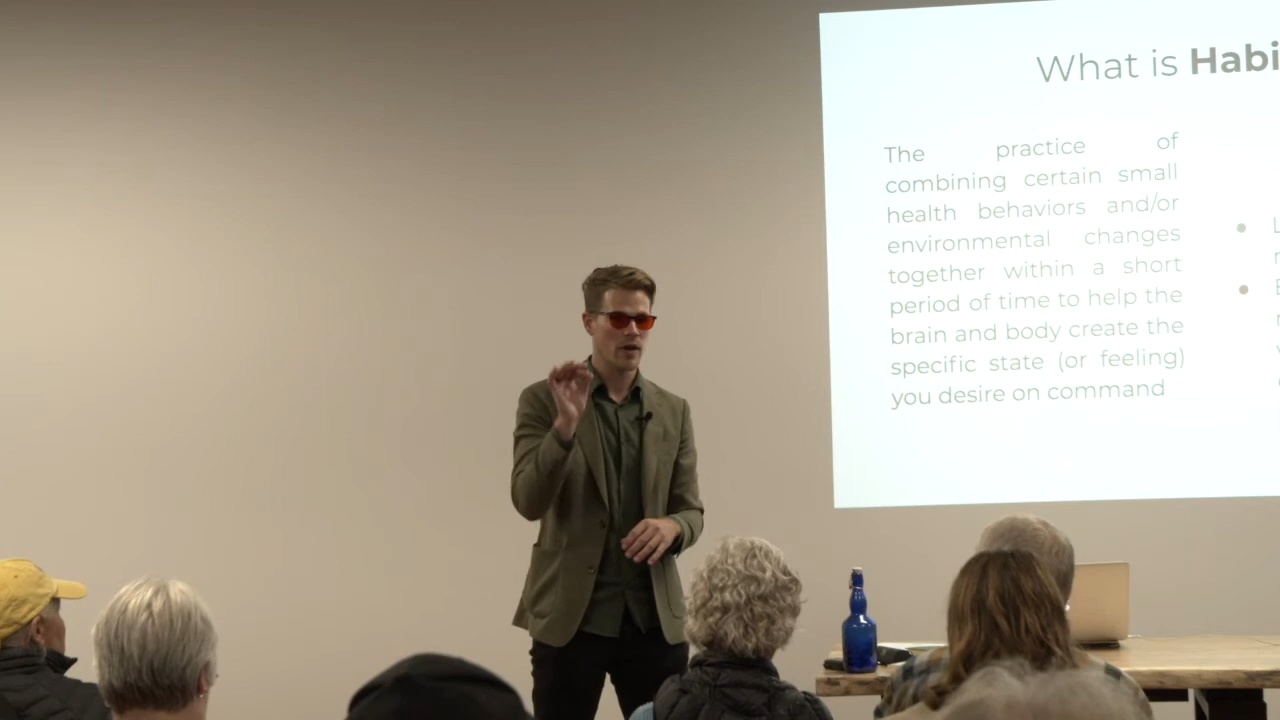 What is Habi
The practice of
combining certain small
health behaviors and/or
environmental changes
together within a short
period of time to help the
brain and body create the
specific state (or feeling)
you desire on command